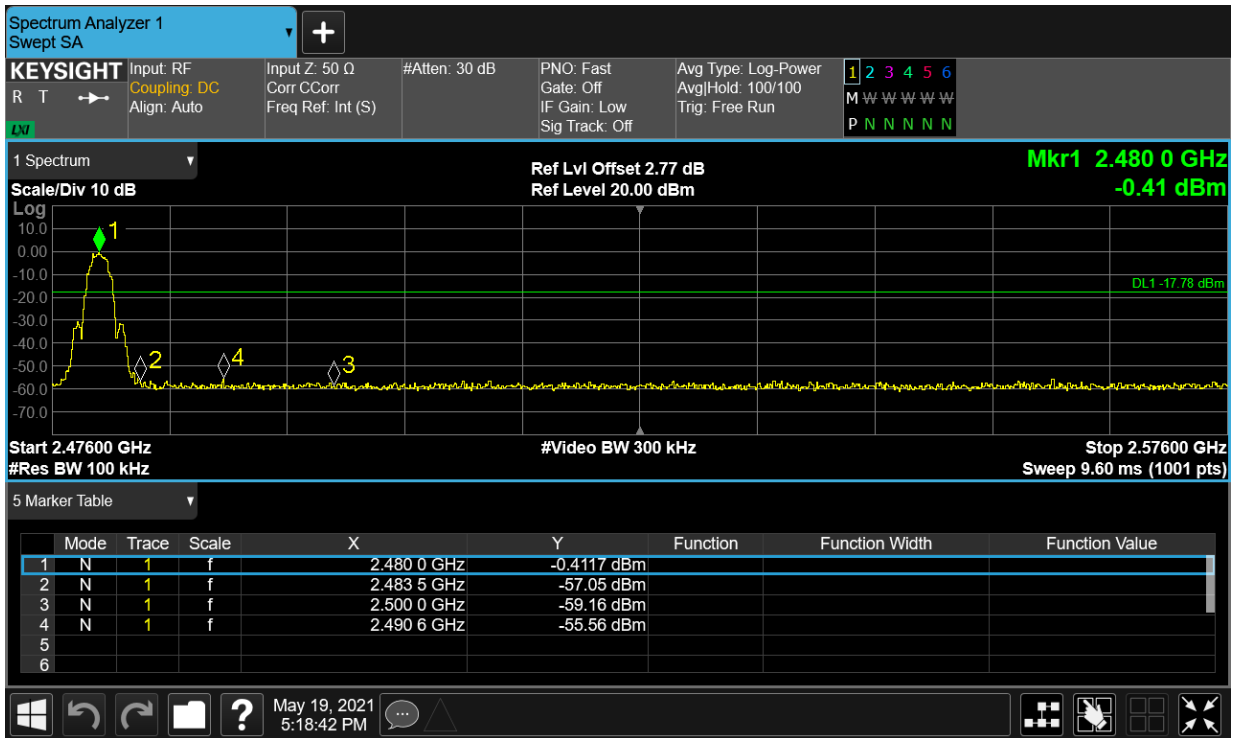 Spectrum Analyzer 1
Swept SA
+
KEYSIGHT
R T
LXI
Input: RF
Coupling: DC
Align: Auto
Input Z: 50 Ω
Corr CCorr
Freq Ref: Int (S)
#Atten: 30 dB
PNO: Fast
Gate: Off
IF Gain: Low
Sig Track: Off
Avg Type: Log-Power
Avg|Hold: 100/100
Trig: Free Run
1 2 3 4 5 6
M W W W W W
P N N N N N
1 Spectrum
Scale/Div 10 dB
Log
Ref Lvl Offset 2.77 dB
Ref Level 20.00 dBm
Mkr1 2.480 0 GHz
-0.41 dBm
10.0
0.00
-10.0
-20.0
-30.0
-40.0
-50.0
-60.0
-70.0
1
2
4
3
DL1 -17.78 dBm
Start 2.47600 GHz
#Res BW 100 kHz
#Video BW 300 kHz
Stop 2.57600 GHz
Sweep 9.60 ms (1001 pts)
5 Marker Table
Mode Trace Scale X Y Function Function Width Function Value
1 N 1 f 2.480 0 GHz -0.4117 dBm
2 N 1 f 2.483 5 GHz -57.05 dBm
3 N 1 f 2.500 0 GHz -59.16 dBm
4 N 1 f 2.490 6 GHz -55.56 dBm
5
6
?
May 19, 2021
5:18:42 PM